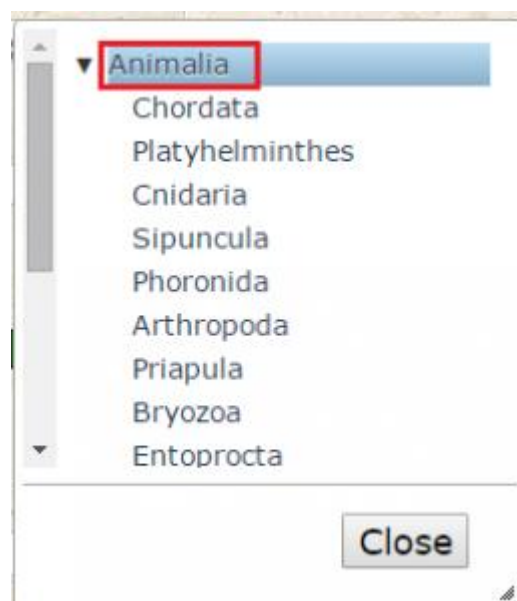 Animalia
Chordata
Platyhelminthes
Cnidaria
Sipuncula
Phoronida
Arthropoda
Priapula
Bryozoa
Entoprocta
Close